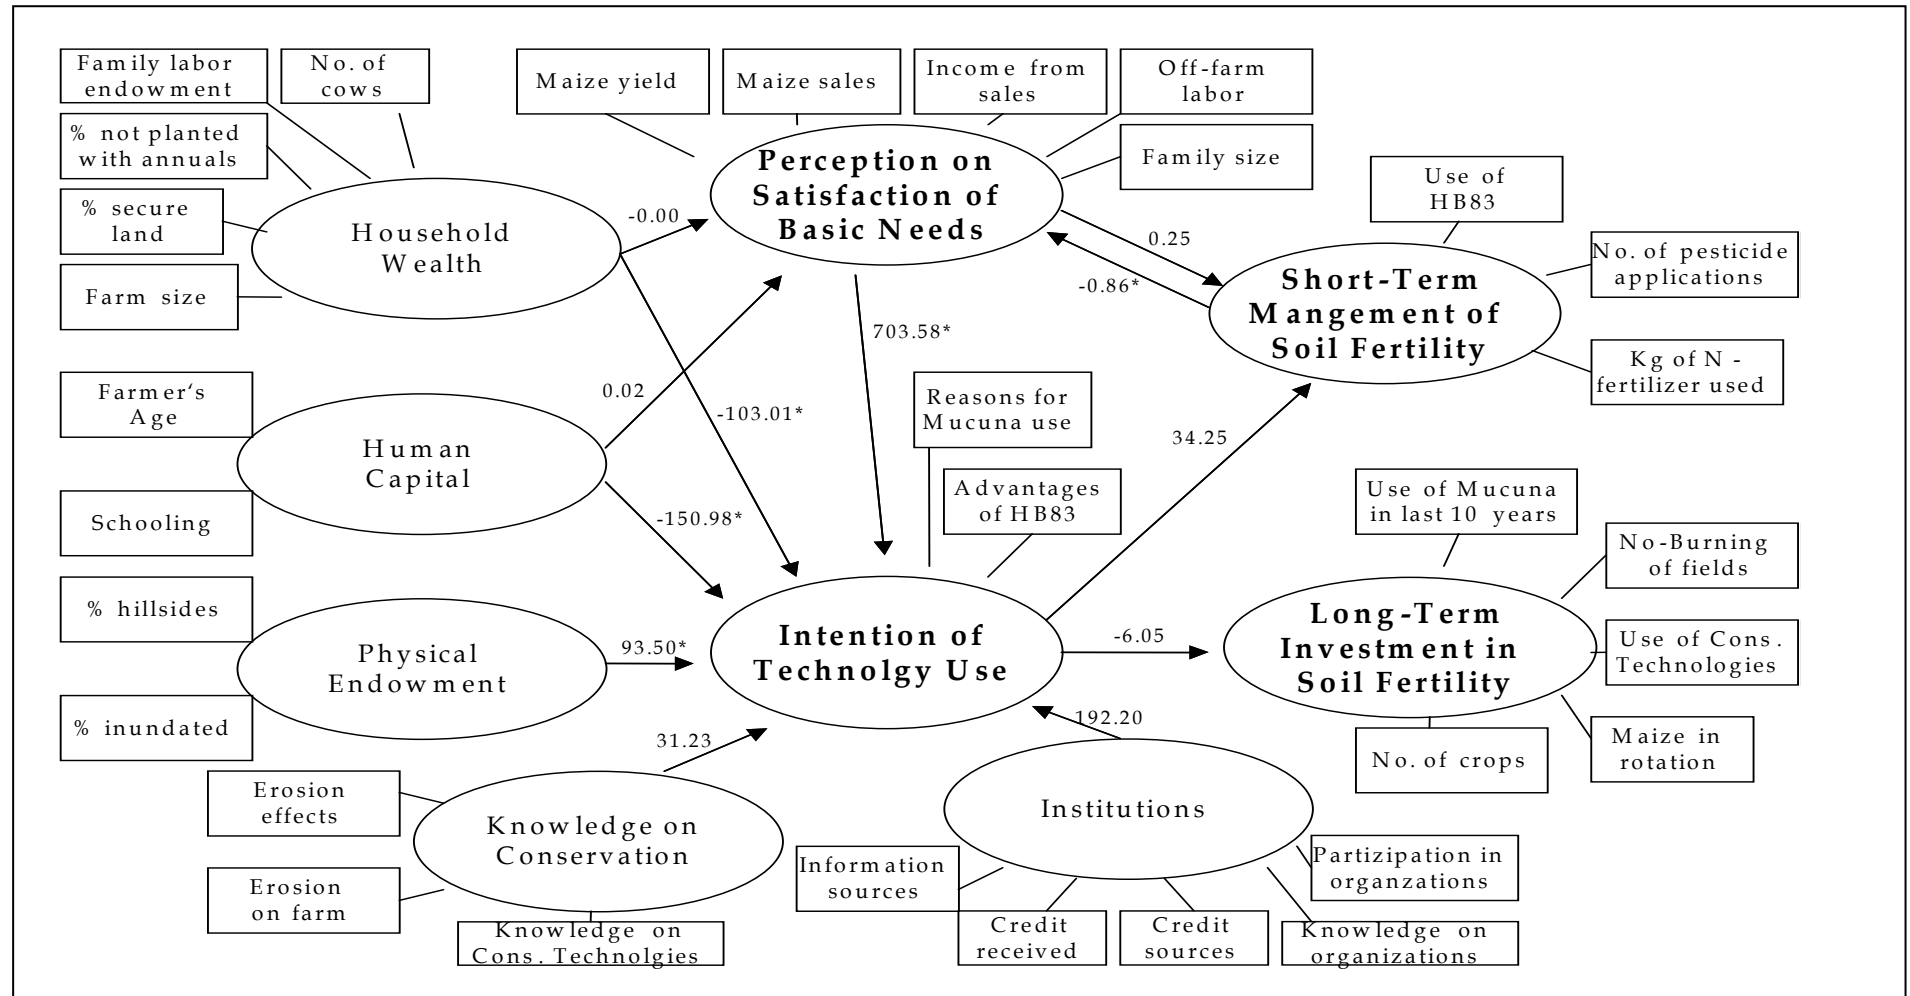 Family labor
endowment
No. of
cows
Maize yield
Maize sales
Income from
sales
Off-farm
labor
% not planted
with annuals
Family size
Perception on
Satisfaction of
Basic Needs
Use of
HB83
% secure
land
Household
Wealth
-0.00
0.25
No. of pesticide
applications
Farm size
-0.86*
Short-Term
Mangement of
Soil Fertility
703.58*
Kg of N -
fertilizer used
Farmer‘s
Age
0.02
-103.01*
Reasons for
Mucuna use
34.25
Human
Capital
Schooling
-150.98*
Advantages
of HB83
Use of Mucuna
in last 10 years
No-Burning
of fields
% hillsides
Physical
Endowment
93.50*
Intention of
Technolgy Use
-6.05
Long-Term
Investment in
Soil Fertility
Use of Cons.
Technologies
% inundated
31.23
192.20
No. of crops
Maize in
rotation
Erosion
effects
Knowledge on
Conservation
Institutions
Erosion
on farm
Knowledge on
Cons. Technolgies
Information
sources
Credit
received
Credit
sources
Partizipation in
organzations
Knowledge on
organizations